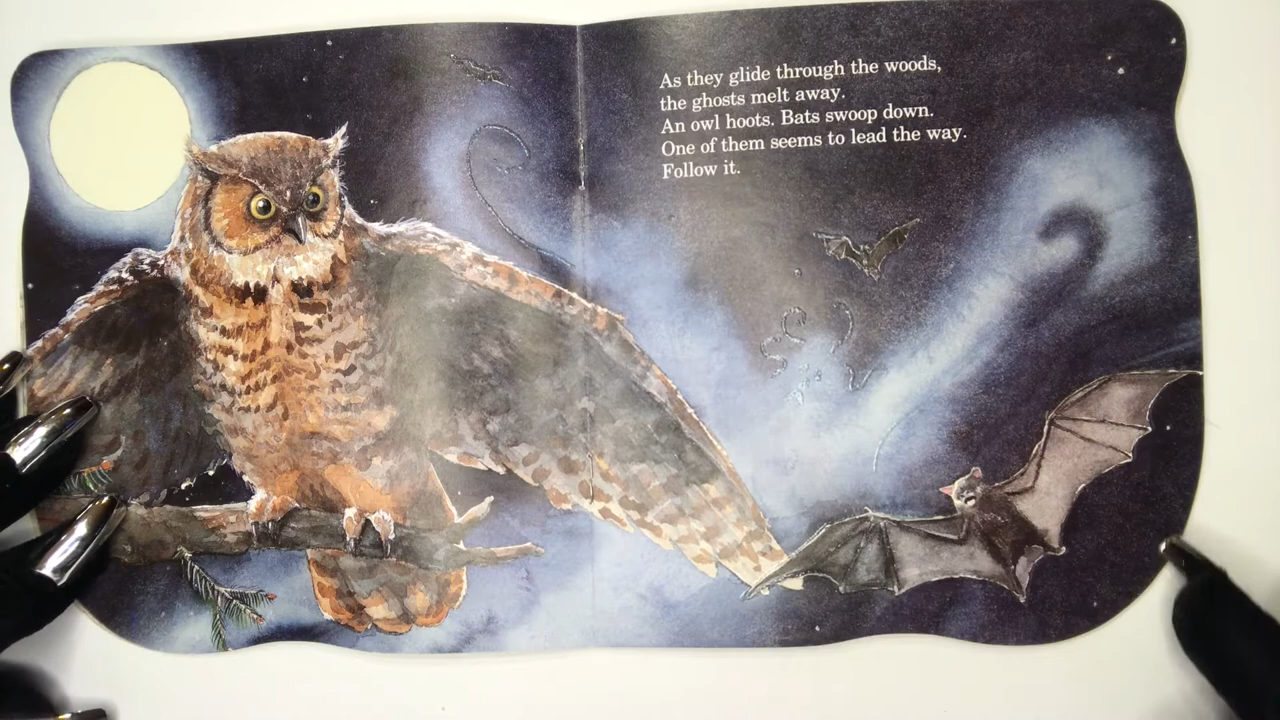 As they glide through the woods,
the ghosts melt away.
An owl hoots. Bats swoop down.
One of them seems to lead the way.
Follow it.